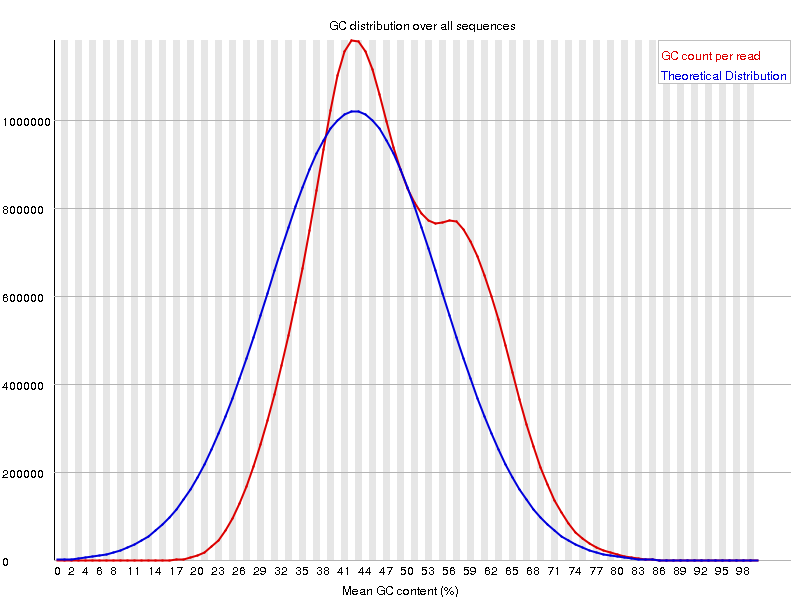 GC distribution over all sequences
GC count per read
Theoretical Distribution
1000000
800000
600000
400000
200000
0
0 2 4 6 8 11 14 17 20 23 26 29 32 35 38 41 44 47 50 53 56 59 62 65 68 71 74 77 80 83 86 89 92 95 98
Mean GC content (%)